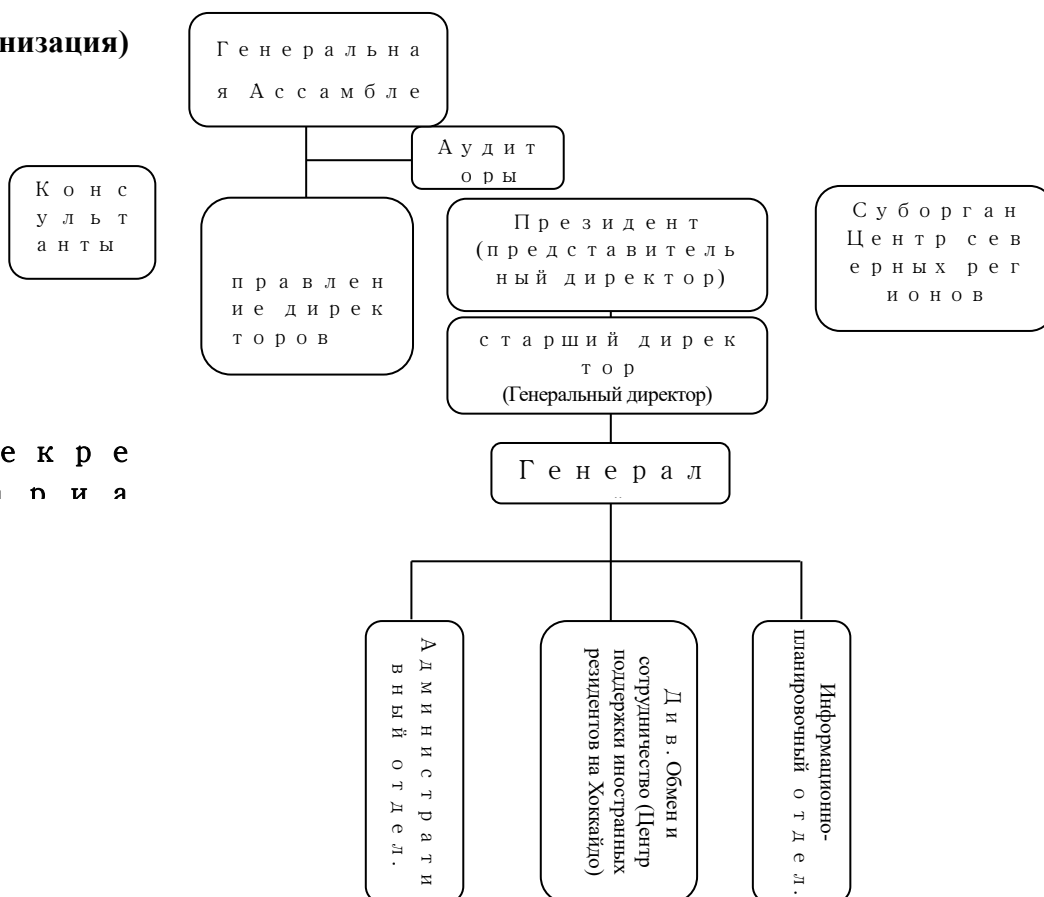 низация)
Генеральна
я Ассамбле
Аудит
оры
Конс
ульт
анты
правлен
ие дирек
торов
Президент
(представитель
ный директор)
Суборган
Центр сев
ерных рег
ионов
старший дирек
тор
(Генеральный директор)
екре
риа
Генерал
Администрати
вный отдел.
Див. Обмен и
сотрудничество (Центр
поддержки иностранных
резидентов на Хоккайдо)
Информационно-
планировочный отдел.